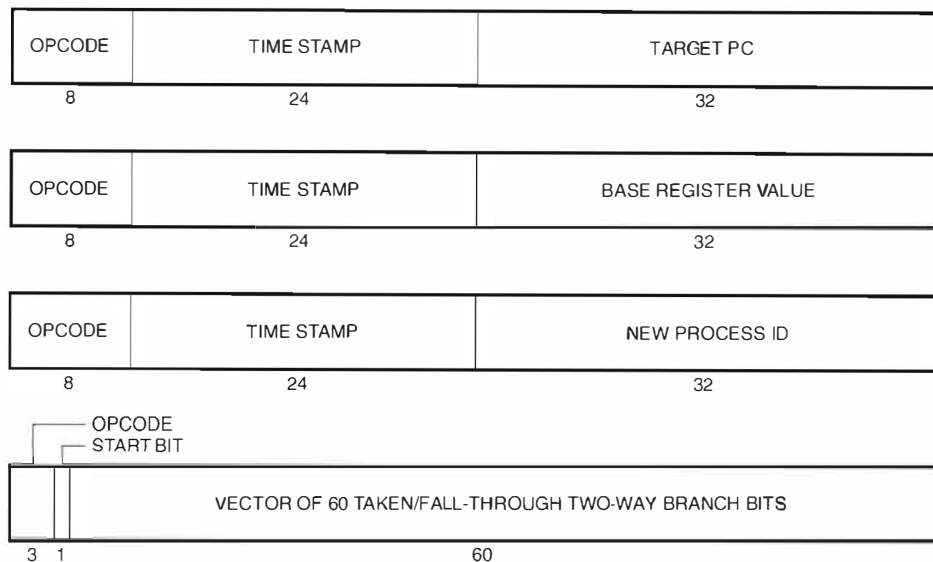 OPCODE TIME STAMP TARGET PC
8 24 32
OPCODE TIME STAMP BASE REGISTER VALUE
8 24 32
OPCODE TIME STAMP NEW PROCESS ID
8 24 32
OPCODE
START BIT
VECTOR OF 60 TAKEN/FALL-THROUGH TWO-WAY BRANCH BITS
3 1 60